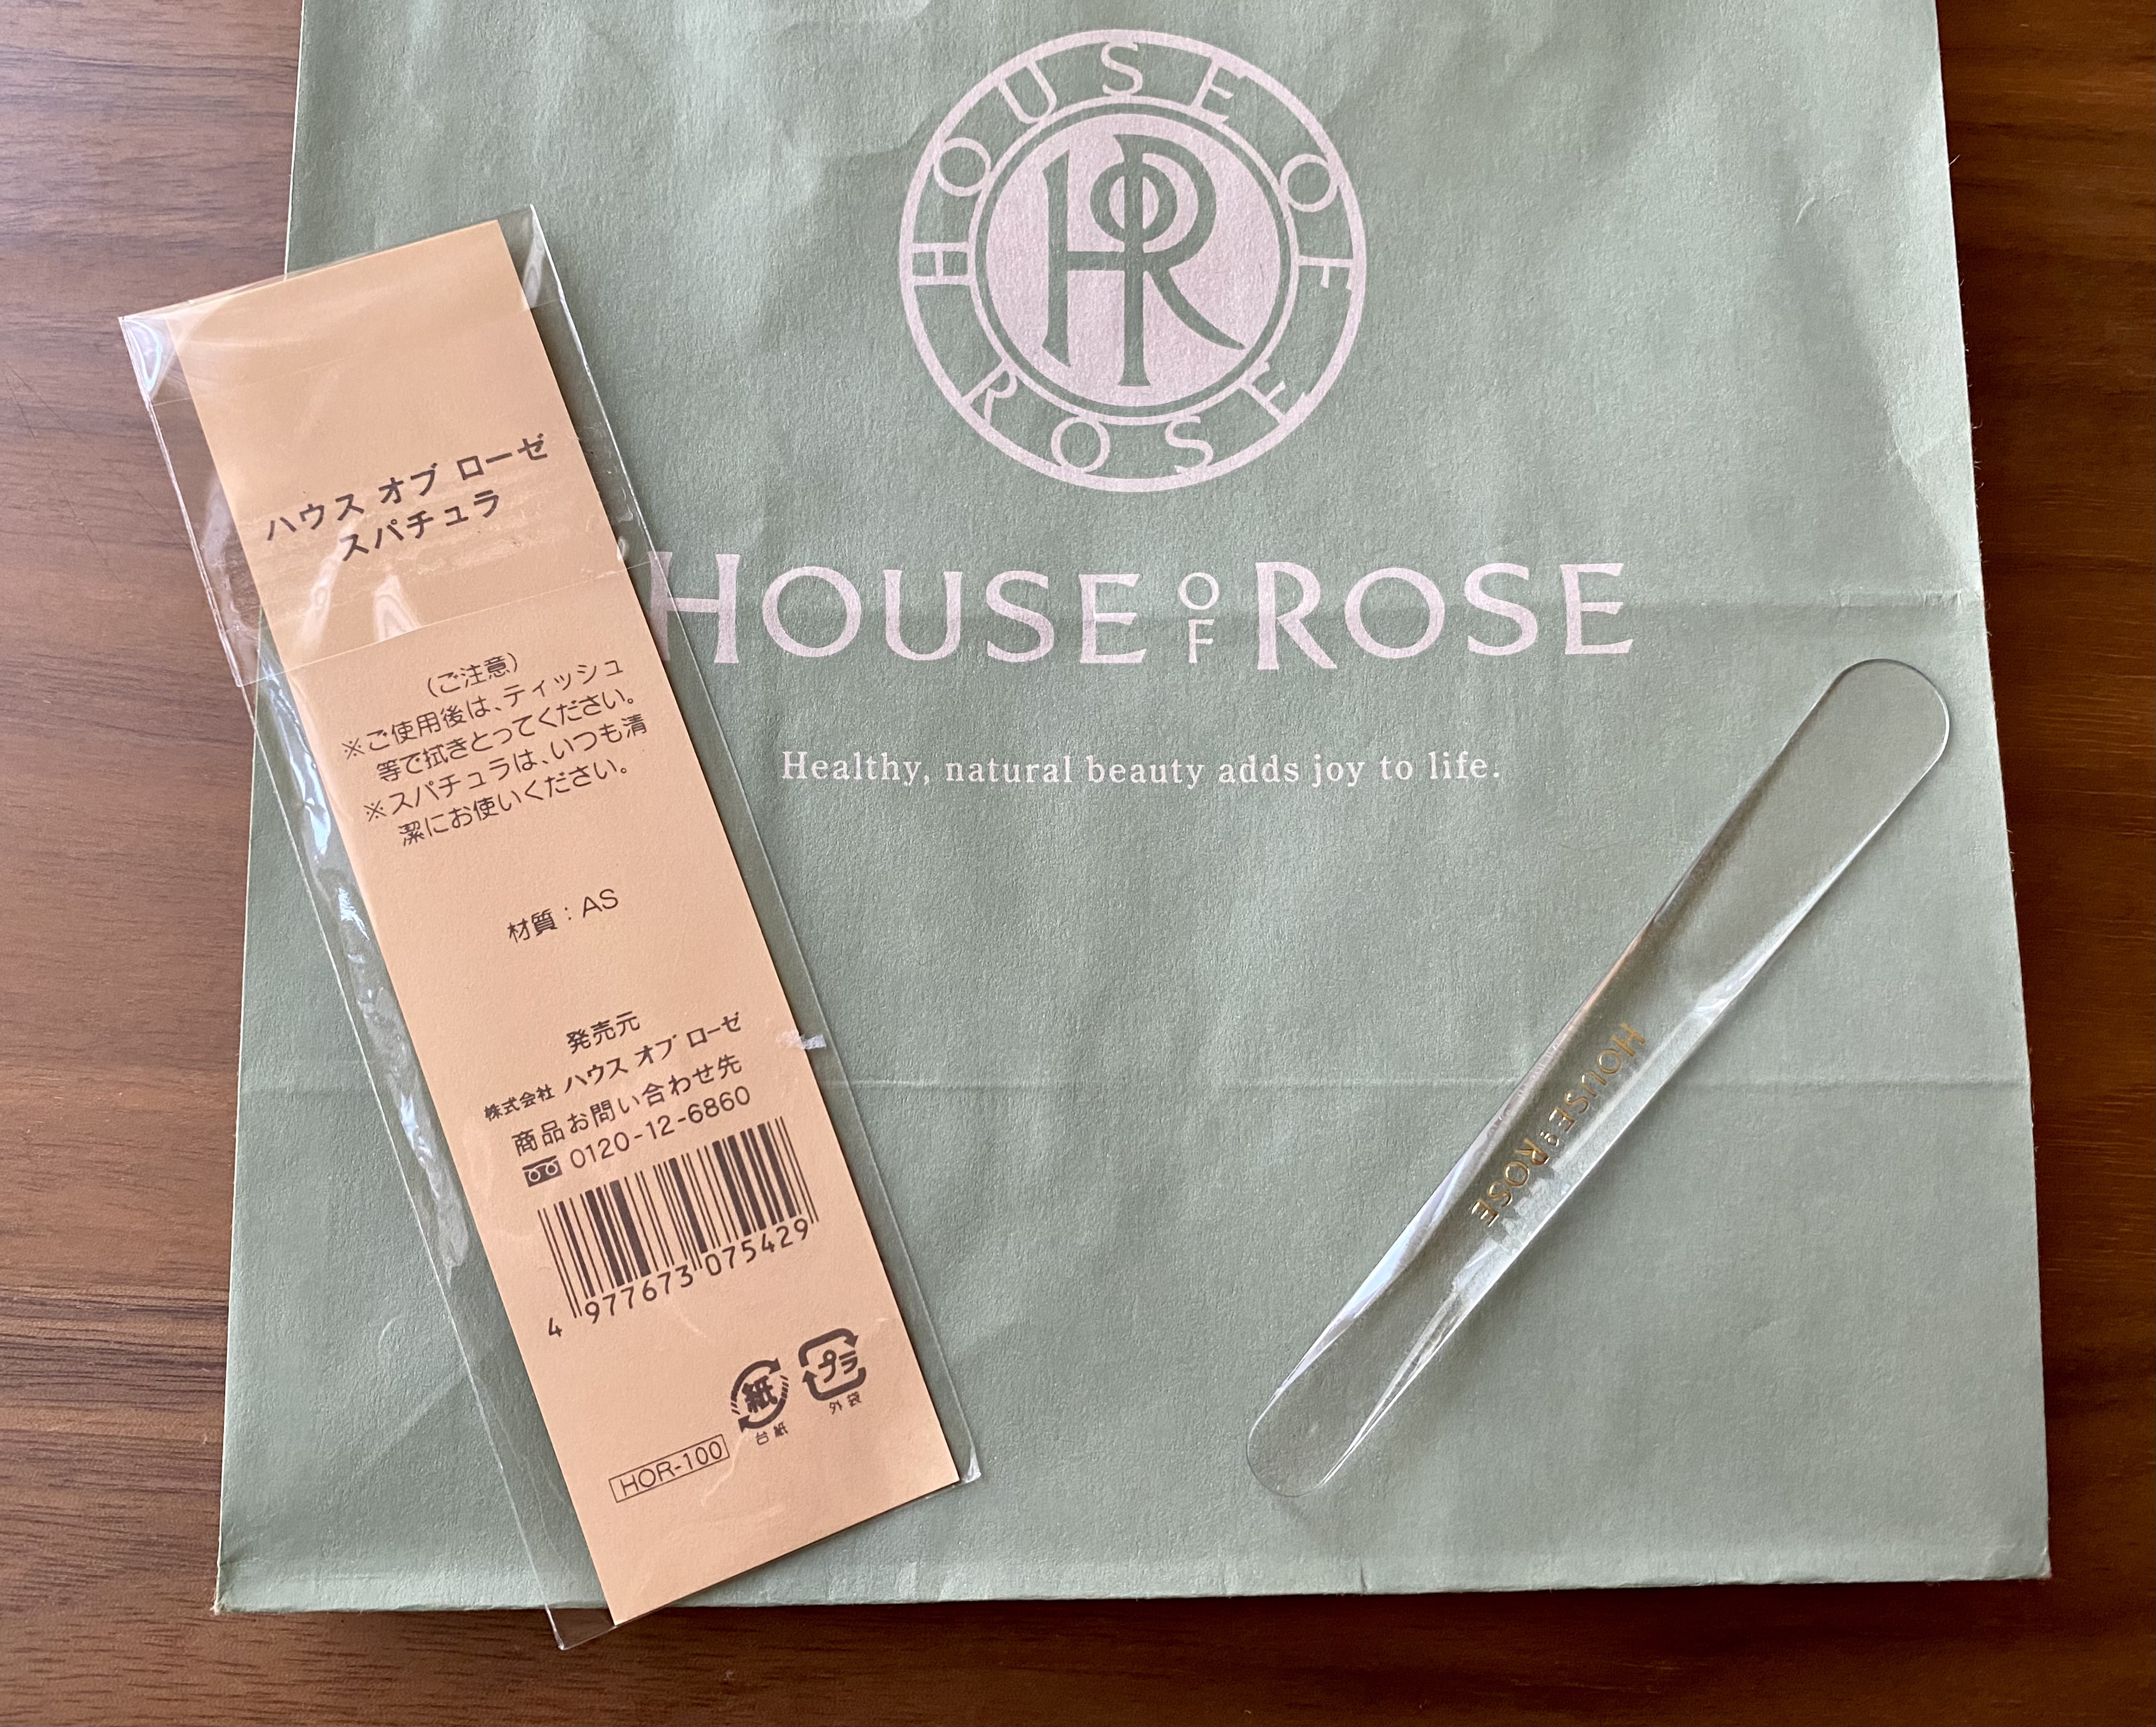 HOUSE OF ROSE
HR
HOUSE OF ROSE
Healthy, natural beauty adds joy to life.
ハウス オブ ローゼ
スパチュラ
(ご注意)
※ご使用後は、ティッシュ
等で拭きとってください。
※スパチュラは、いつも清
潔にお使いください。
材質:AS
発売元
株式会社 ハウス オブ ローゼ
商品お問い合わせ先
0120-12-6860
4 977673 075429
紙
台紙
プラ
外袋
HOR-100
HOUSE OF ROSE